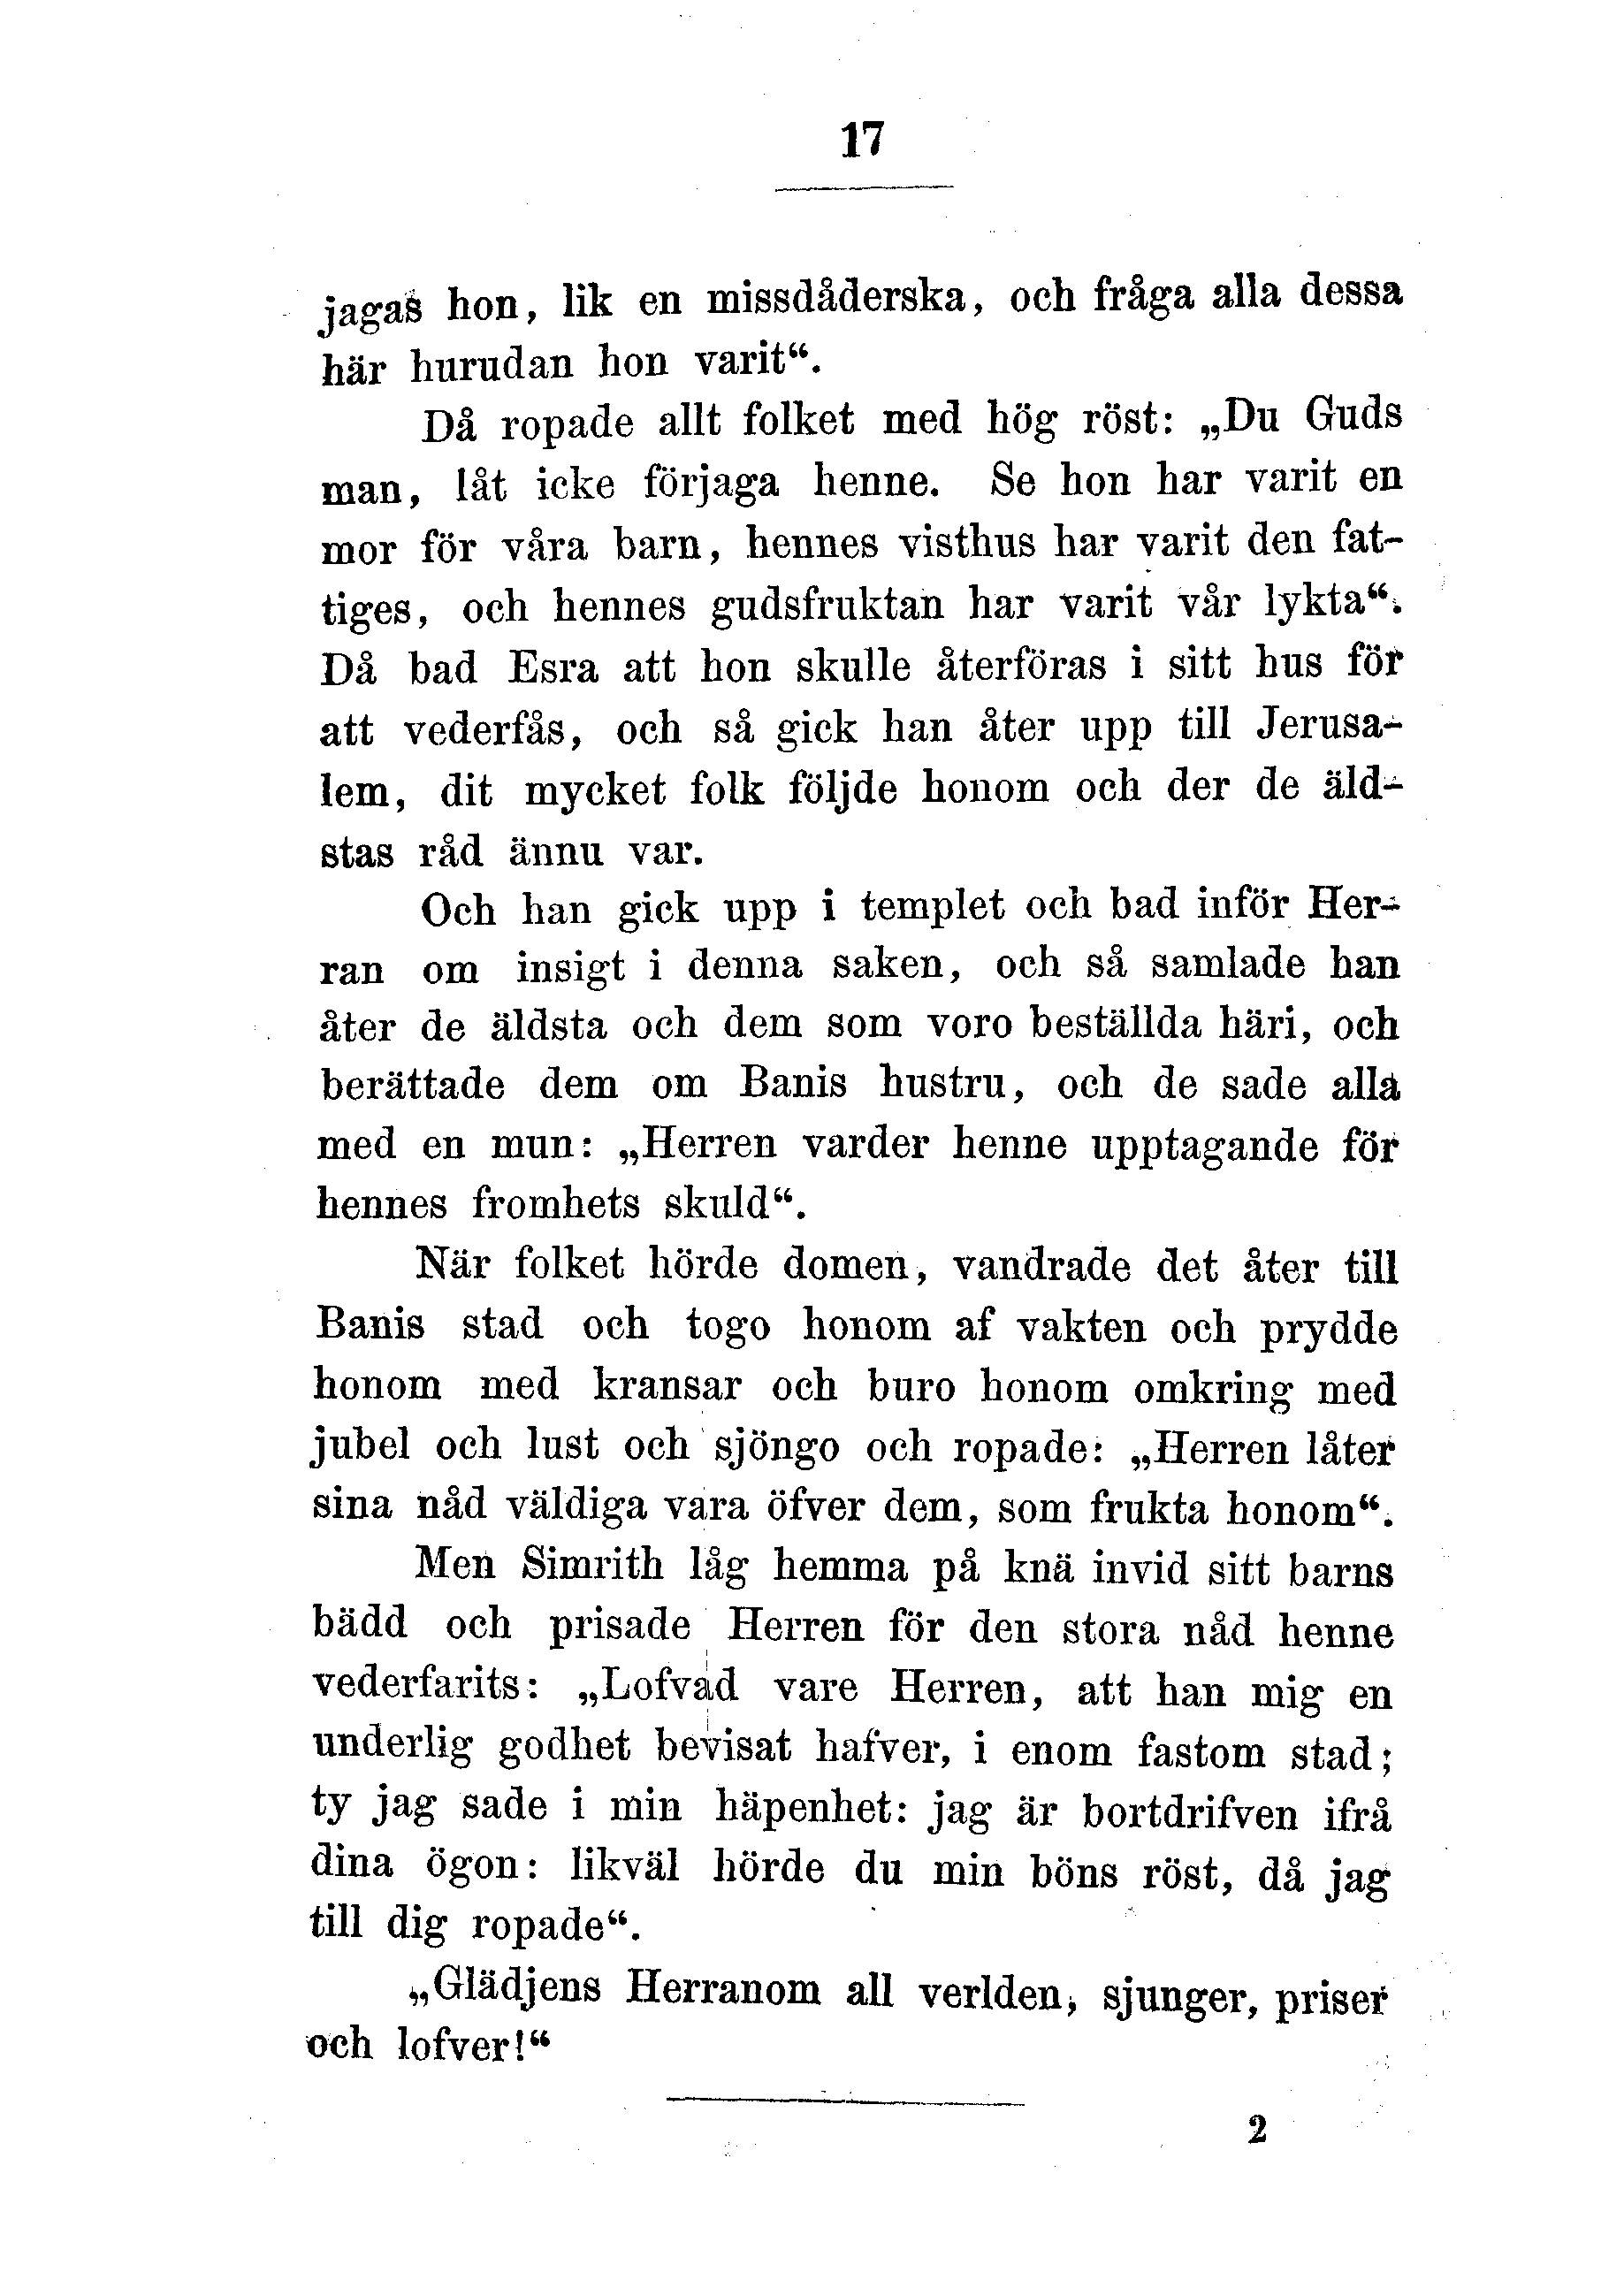 17
jagas hon, lik en missdåderska, och fråga alla dessa
här hurudan hon varit“.
Då ropade allt folket med hög röst: „Du Guds
man, låt icke förjaga henne. Se hon har varit en
mor för våra barn, hennes visthus har varit den fat-
tiges, och hennes gudsfruktan har varit vår lykta“.
Då bad Esra att hon skulle återföras i sitt hus för
att vederfås, och så gick han åter upp till Jerusa-
lem, dit mycket folk följde honom och der de äld-
stas råd ännu var.
Och han gick upp i templet och bad inför Her-
ran om insigt i denna saken, och så samlade han
åter de äldsta och dem som voro beställda häri, och
berättade dem om Banis hustru, och de sade alla
med en mun: „Herren varder henne upptagande för
hennes fromhets skuld“.
När folket hörde domen, vandrade det åter till
Banis stad och togo honom af vakten och prydde
honom med kransar och buro honom omkring med
jubel och lust och sjöngo och ropade: „Herren låter
sina nåd väldiga vara öfver dem, som frukta honom“.
Men Simrith låg hemma på knä invid sitt barns
bädd och prisade Herren för den stora nåd henne
vederfarits: „Lofvad vare Herren, att han mig en
underlig godhet bevisat hafver, i enom fastom stad;
ty jag sade i min häpenhet: jag är bortdrifven ifrå
dina ögon: likväl hörde du min böns röst, då jag
till dig ropade“.
„Glädjens Herranom all verlden, sjunger, priser
och lofver!“
2